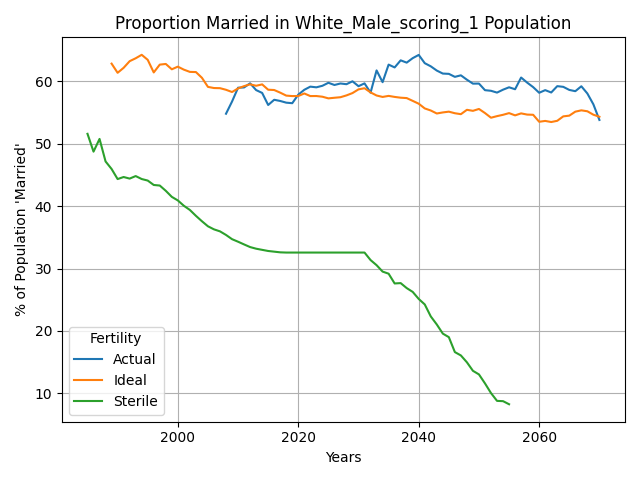 Proportion Married in White_Male_scoring_1 Population
% of Population 'Married'
60
50
40
30
20
10
Fertility
Actual
Ideal
Sterile
2000
2020
2040
2060
Years